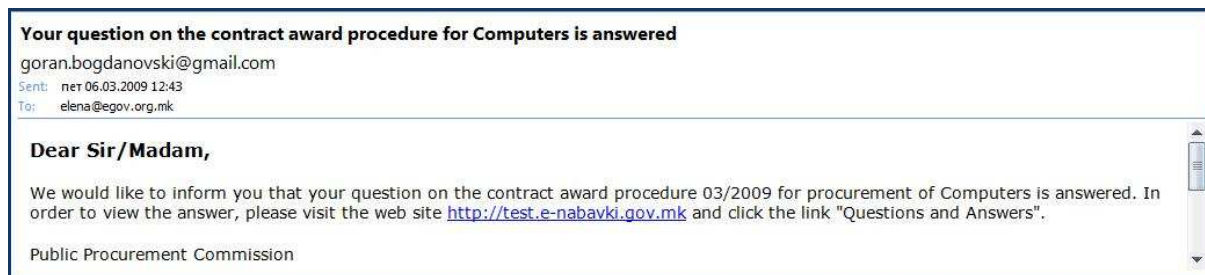 Your question on the contract award procedure for Computers is answered
goran.bogdanovski@gmail.com
Sent: пет 06.03.2009 12:43
To: elena@egov.org.mk
Dear Sir/Madam,
We would like to inform you that your question on the contract award procedure 03/2009 for procurement of Computers is answered. In
order to view the answer, please visit the web site http://test.e-nabavki.gov.mk and click the link "Questions and Answers".
Public Procurement Commission